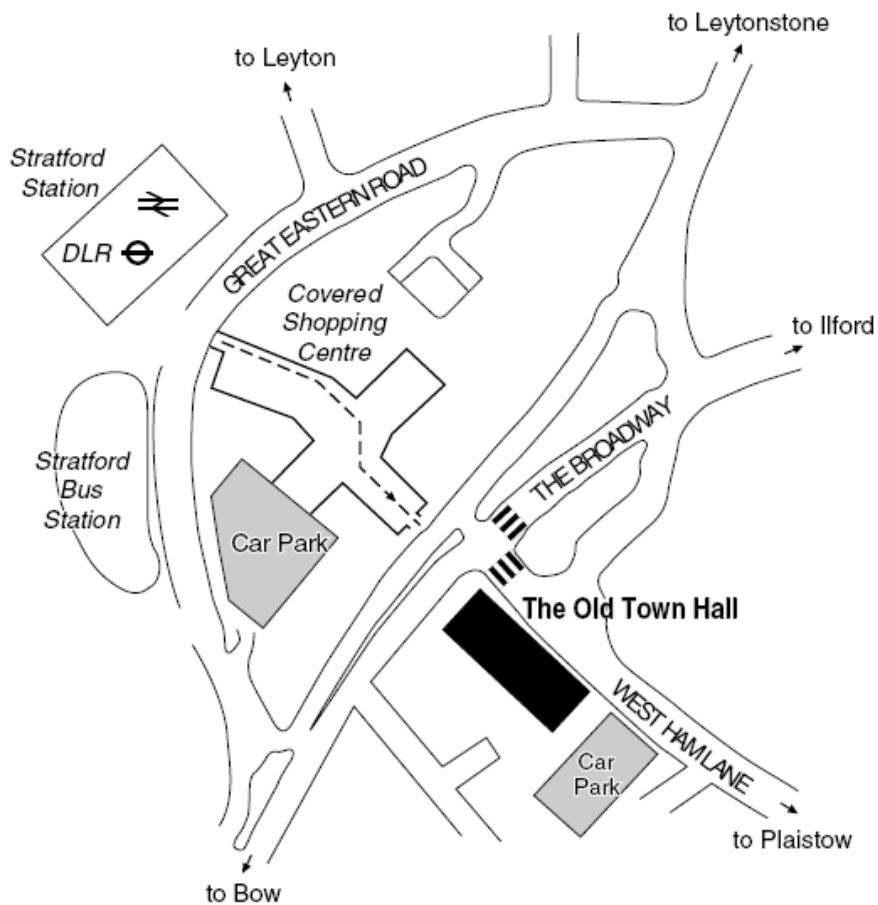 to Leytonstone
to Leyton
Stratford
Station
DLR
GREAT EASTERN ROAD
Covered
Shopping
Centre
to Ilford
THE BROADWAY
Stratford
Bus
Station
Car Park
The Old Town Hall
WEST HAM LANE
Car
Park
to Plaistow
to Bow